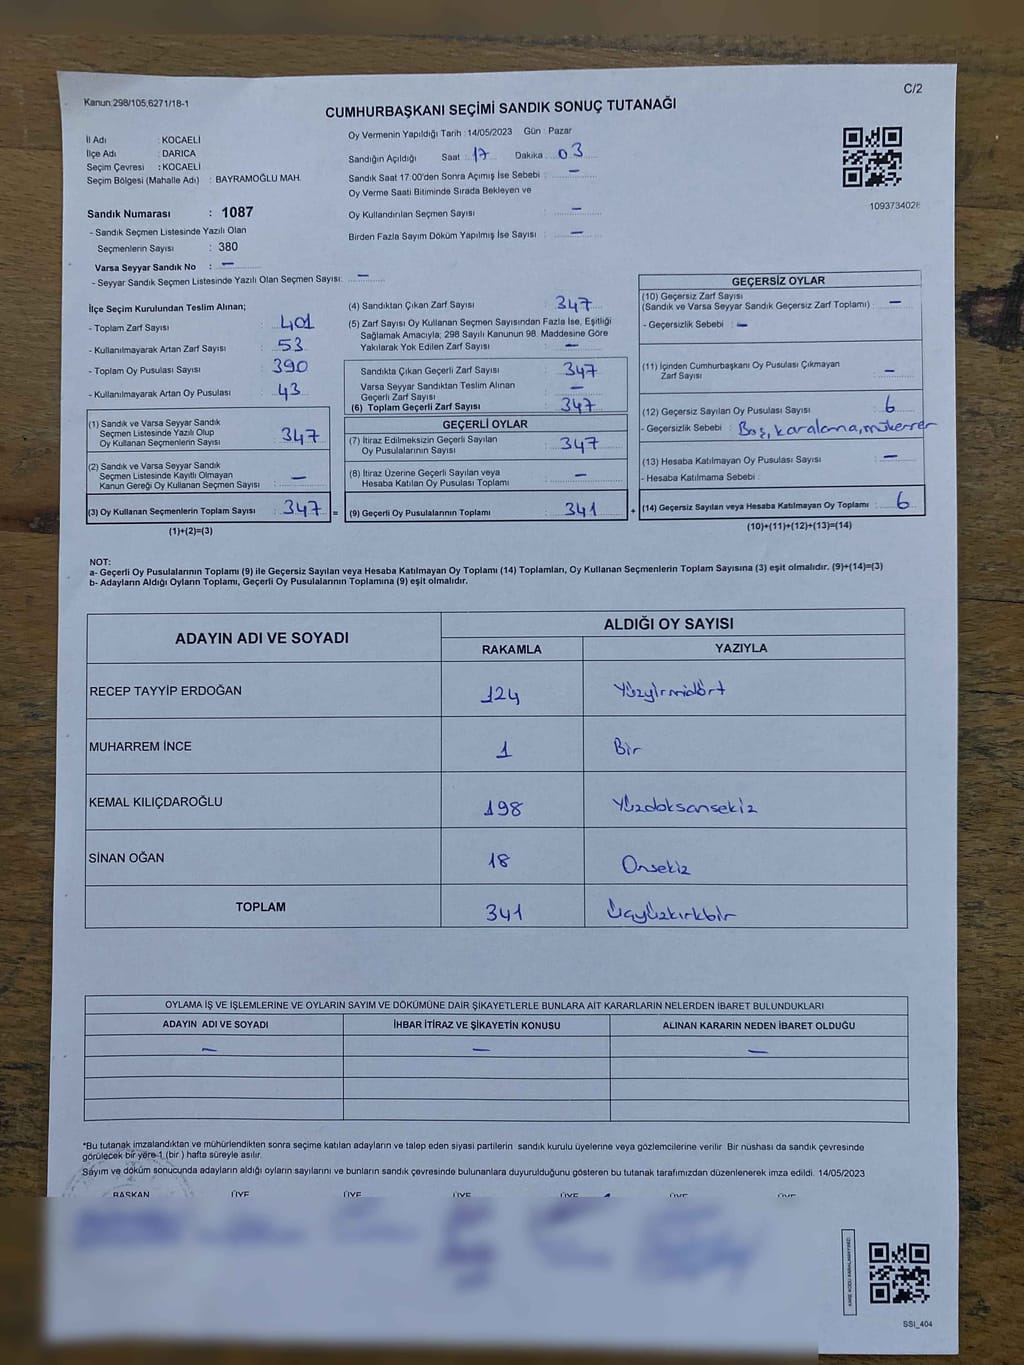 Kanun:298/105;6271/18-1
C/2
CUMHURBAŞKANI SEÇİMİ SANDIK SONUÇ TUTANAĞI
İl Adı : KOCAELİ
İlçe Adı : DARICA
Seçim Çevresi : KOCAELİ
Seçim Bölgesi (Mahalle Adı) : BAYRAMOĞLU MAH.
Oy Vermenin Yapıldığı Tarih : 14/05/2023 Gün : Pazar
Sandığın Açıldığı Saat : 17 Dakika : 03
Sandık Saat 17:00'den Sonra Açımış İse Sebebi : —
Oy Verme Saati Bitiminde Sırada Bekleyen ve
Oy Kullandırılan Seçmen Sayısı : —
Birden Fazla Sayım Döküm Yapılmış İse Sayısı : —
1093734028
Sandık Numarası : 1087
- Sandık Seçmen Listesinde Yazılı Olan
Seçmenlerin Sayısı : 380
Varsa Seyyar Sandık No : —
- Seyyar Sandık Seçmen Listesinde Yazılı Olan Seçmen Sayısı: —
İlçe Seçim Kurulundan Teslim Alınan;
- Toplam Zarf Sayısı : 401
- Kullanılmayarak Artan Zarf Sayısı : 53
- Toplam Oy Pusulası Sayısı : 390
- Kullanılmayarak Artan Oy Pusulası : 43
(1) Sandık ve Varsa Seyyar Sandık
Seçmen Listesinde Yazılı Olup
Oy Kullanan Seçmenlerin Sayısı : 347
(2) Sandık ve Varsa Seyyar Sandık
Seçmen Listesinde Kayıtlı Olmayan
Kanun Gereği Oy Kullanan Seçmen Sayısı : —
(3) Oy Kullanan Seçmenlerin Toplam Sayısı : 347
(1)+(2)=(3)
(4) Sandıktan Çıkan Zarf Sayısı : 347
(5) Zarf Sayısı Oy Kullanan Seçmen Sayısından Fazla İse, Eşitliği
Sağlamak Amacıyla; 298 Sayılı Kanunun 98. Maddesine Göre
Yakılarak Yok Edilen Zarf Sayısı : —
Sandıkta Çıkan Geçerli Zarf Sayısı : 347
Varsa Seyyar Sandıktan Teslim Alınan
Geçerli Zarf Sayısı : —
(6) Toplam Geçerli Zarf Sayısı : 347
GEÇERLİ OYLAR
(7) İtiraz Edilmeksizin Geçerli Sayılan
Oy Pusulalarının Sayısı : 347
(8) İtiraz Üzerine Geçerli Sayılan veya
Hesaba Katılan Oy Pusulası Toplamı : —
= (9) Geçerli Oy Pusulalarının Toplamı : 341
GEÇERSİZ OYLAR
(10) Geçersiz Zarf Sayısı
(Sandık ve Varsa Seyyar Sandık Geçersiz Zarf Toplamı) : —
- Geçersizlik Sebebi : —
(11) İçinden Cumhurbaşkanı Oy Pusulası Çıkmayan
Zarf Sayısı : —
(12) Geçersiz Sayılan Oy Pusulası Sayısı : 6
- Geçersizlik Sebebi : Boş, karalama, mükerrer
(13) Hesaba Katılmayan Oy Pusulası Sayısı : —
- Hesaba Katılmama Sebebi :
+ (14) Geçersiz Sayılan veya Hesaba Katılmayan Oy Toplamı : 6
(10)+(11)+(12)+(13)=(14)
NOT:
a- Geçerli Oy Pusulalarının Toplamı (9) ile Geçersiz Sayılan veya Hesaba Katılmayan Oy Toplamı (14) Toplamları, Oy Kullanan Seçmenlerin Toplam Sayısına (3) eşit olmalıdır. (9)+(14)=(3)
b- Adayların Aldığı Oyların Toplamı, Geçerli Oy Pusulalarının Toplamına (9) eşit olmalıdır.
ADAYIN ADI VE SOYADI
ALDIĞI OY SAYISI
RAKAMLA YAZIYLA
RECEP TAYYİP ERDOĞAN 124 Yüzyirmidört
MUHARREM İNCE 1 Bir
KEMAL KILIÇDAROĞLU 198 Yüzdoksansekiz
SİNAN OĞAN 18 Onsekiz
TOPLAM 341 Üçyüzkırkbir
OYLAMA İŞ VE İŞLEMLERİNE VE OYLARIN SAYIM VE DÖKÜMÜNE DAİR ŞİKAYETLERLE BUNLARA AİT KARARLARIN NELERDEN İBARET BULUNDUKLARI
ADAYIN ADI VE SOYADI İHBAR İTİRAZ VE ŞİKAYETİN KONUSU ALINAN KARARIN NEDEN İBARET OLDUĞU
— — —
*Bu tutanak imzalandıktan ve mühürlendikten sonra seçime katılan adayların ve talep eden siyasi partilerin sandık kurulu üyelerine veya gözlemcilerine verilir. Bir nüshası da sandık çevresinde
görülecek bir yere 1 (bir ) hafta süreyle asılır.
Sayım ve döküm sonucunda adayların aldığı oyların sayılarını ve bunların sandık çevresinde bulunanlara duyurulduğunu gösteren bu tutanak tarafımızdan düzenlenerek imza edildi. 14/05/2023
BAŞKAN ÜYE ÜYE ÜYE ÜYE ÜYE ÜYE
SSI_404